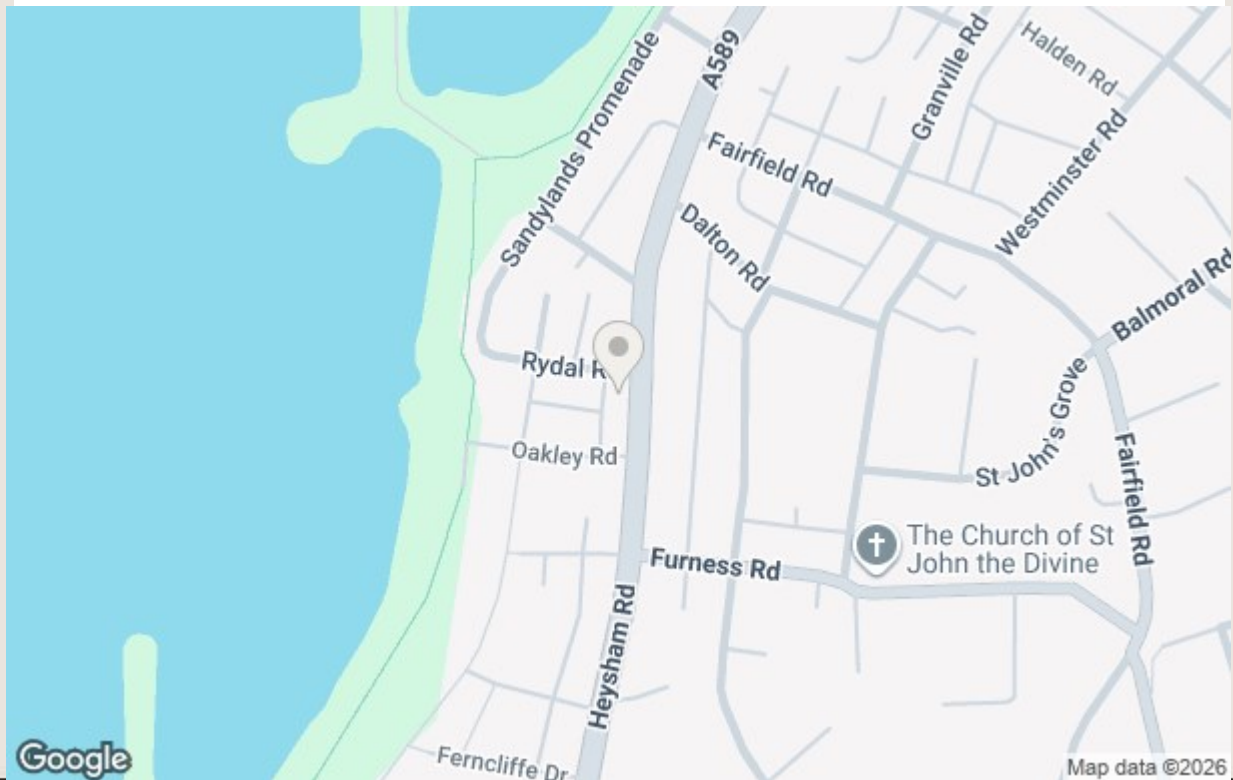 Sandylands Promenade
A589
Granville Rd
Halden Rd
Westminster Rd
Fairfield Rd
Dalton Rd
Balmoral Rd
Rydal R
Oakley Rd
St John's Grove
Fairfield Rd
The Church of St
John the Divine
Furness Rd
Heysham Rd
Ferncliffe Dr
Google
Map data ©2026